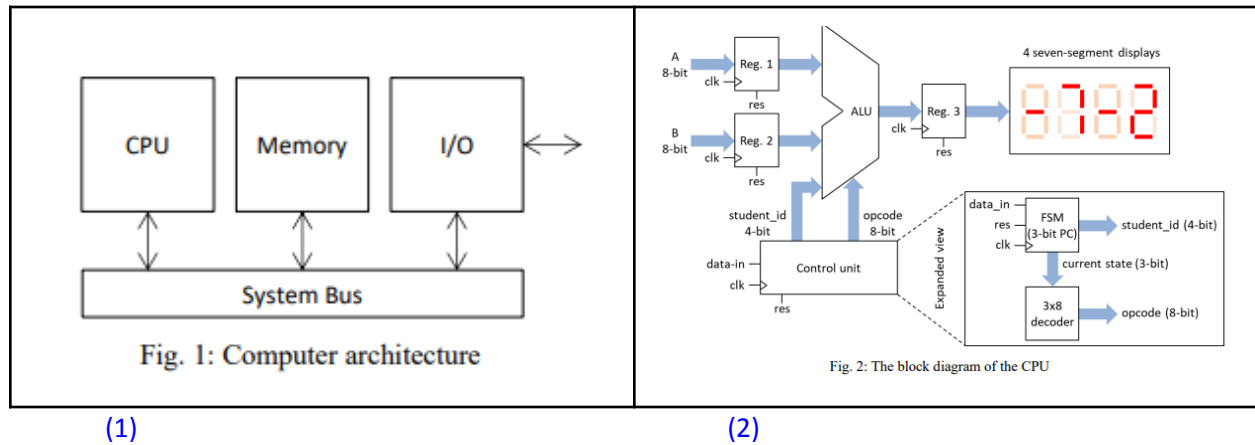 CPU
Memory
I/O
System Bus
Fig. 1: Computer architecture
A
8-bit
clk
Reg. 1
res
B
8-bit
clk
Reg. 2
res
ALU
clk
Reg. 3
res
4 seven-segment displays
-7-2
student_id
4-bit
opcode
8-bit
data-in
clk
Control unit
res
Expanded view
data_in
res
clk
FSM
(3-bit PC)
student_id (4-bit)
current state (3-bit)
3x8
decoder
opcode (8-bit)
Fig. 2: The block diagram of the CPU
(1)
(2)